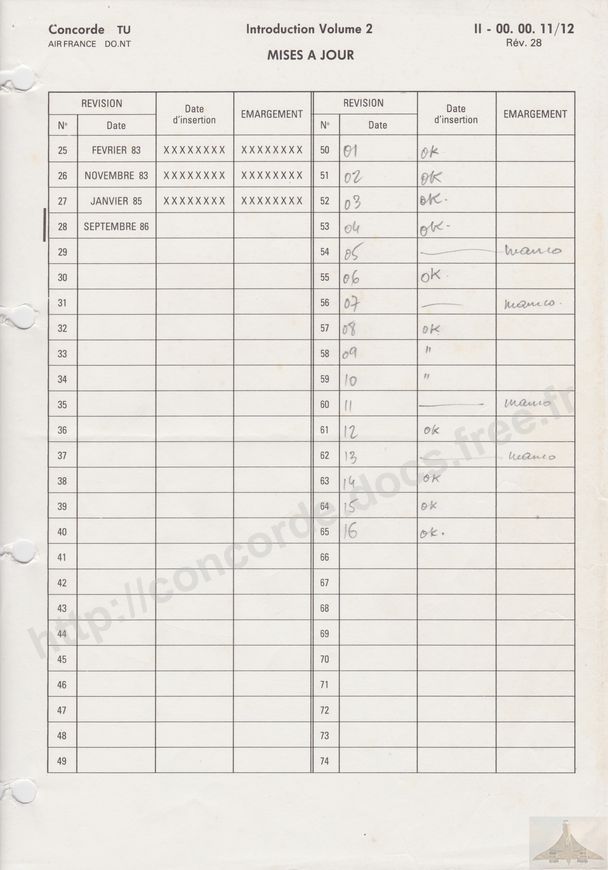 Concorde TU Introduction Volume 2 II - 00. 00. 11/12
AIR FRANCE DO.NT Rév. 28
MISES A JOUR
REVISION Date d'insertion EMARGEMENT REVISION Date d'insertion EMARGEMENT
N° Date N° Date
25 FEVRIER 83 XXXXXXXX XXXXXXXX 50 01 OK
26 NOVEMBRE 83 XXXXXXXX XXXXXXXX 51 02 OK
27 JANVIER 85 XXXXXXXX XXXXXXXX 52 03 OK.
28 SEPTEMBRE 86 53 04 OK-
29 54 05 — manco
30 55 06 OK.
31 56 07 — manco.
32 57 08 OK
33 58 09 "
34 59 10 "
35 60 11 — manco
36 61 12 OK
37 62 13 — manco
38 63 14 OK
39 64 15 OK
40 65 16 OK.
41 66
42 67
43 68
44 69
45 70
46 71
47 72
48 73
49 74
http://concorde.docs.free.fr